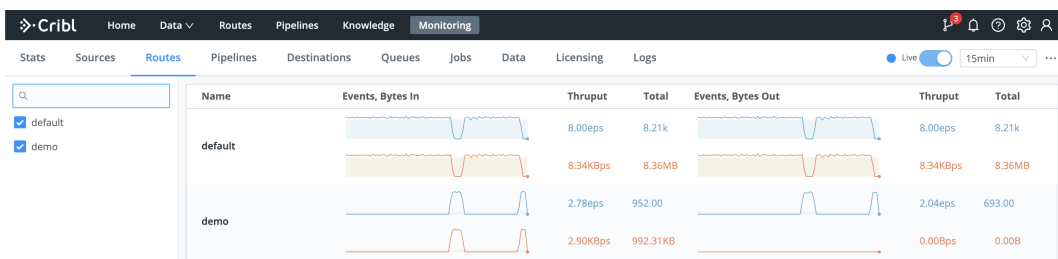 Cribl Home Data Routes Pipelines Knowledge Monitoring 3
Stats Sources Routes Pipelines Destinations Queues Jobs Data Licensing Logs Live 15min ...
Name Events, Bytes In Thruput Total Events, Bytes Out Thruput Total
default
demo
default
8.00eps 8.21k 8.00eps 8.21k
8.34KBps 8.36MB 8.34KBps 8.36MB
demo
2.78eps 952.00 2.04eps 693.00
2.90KBps 992.31KB 0.00Bps 0.00B